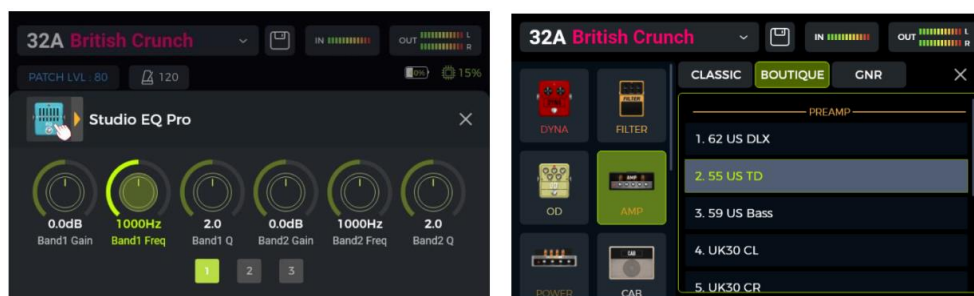 32A British Crunch
IN
OUT
L
R
PATCH LVL : 80
120
0%
15%
Studio EQ Pro
0.0dB
1000Hz
2.0
0.0dB
1000Hz
2.0
Band1 Gain
Band1 Freq
Band1 Q
Band2 Gain
Band2 Freq
Band2 Q
1
2
3
32A British Crunch
IN
OUT
L
R
CLASSIC
BOUTIQUE
GNR
DYNA
FILTER
OD
AMP
POWER
CAB
PREAMP
1. 62 US DLX
2. 55 US TD
3. 59 US Bass
4. UK30 CL
5. UK30 CR